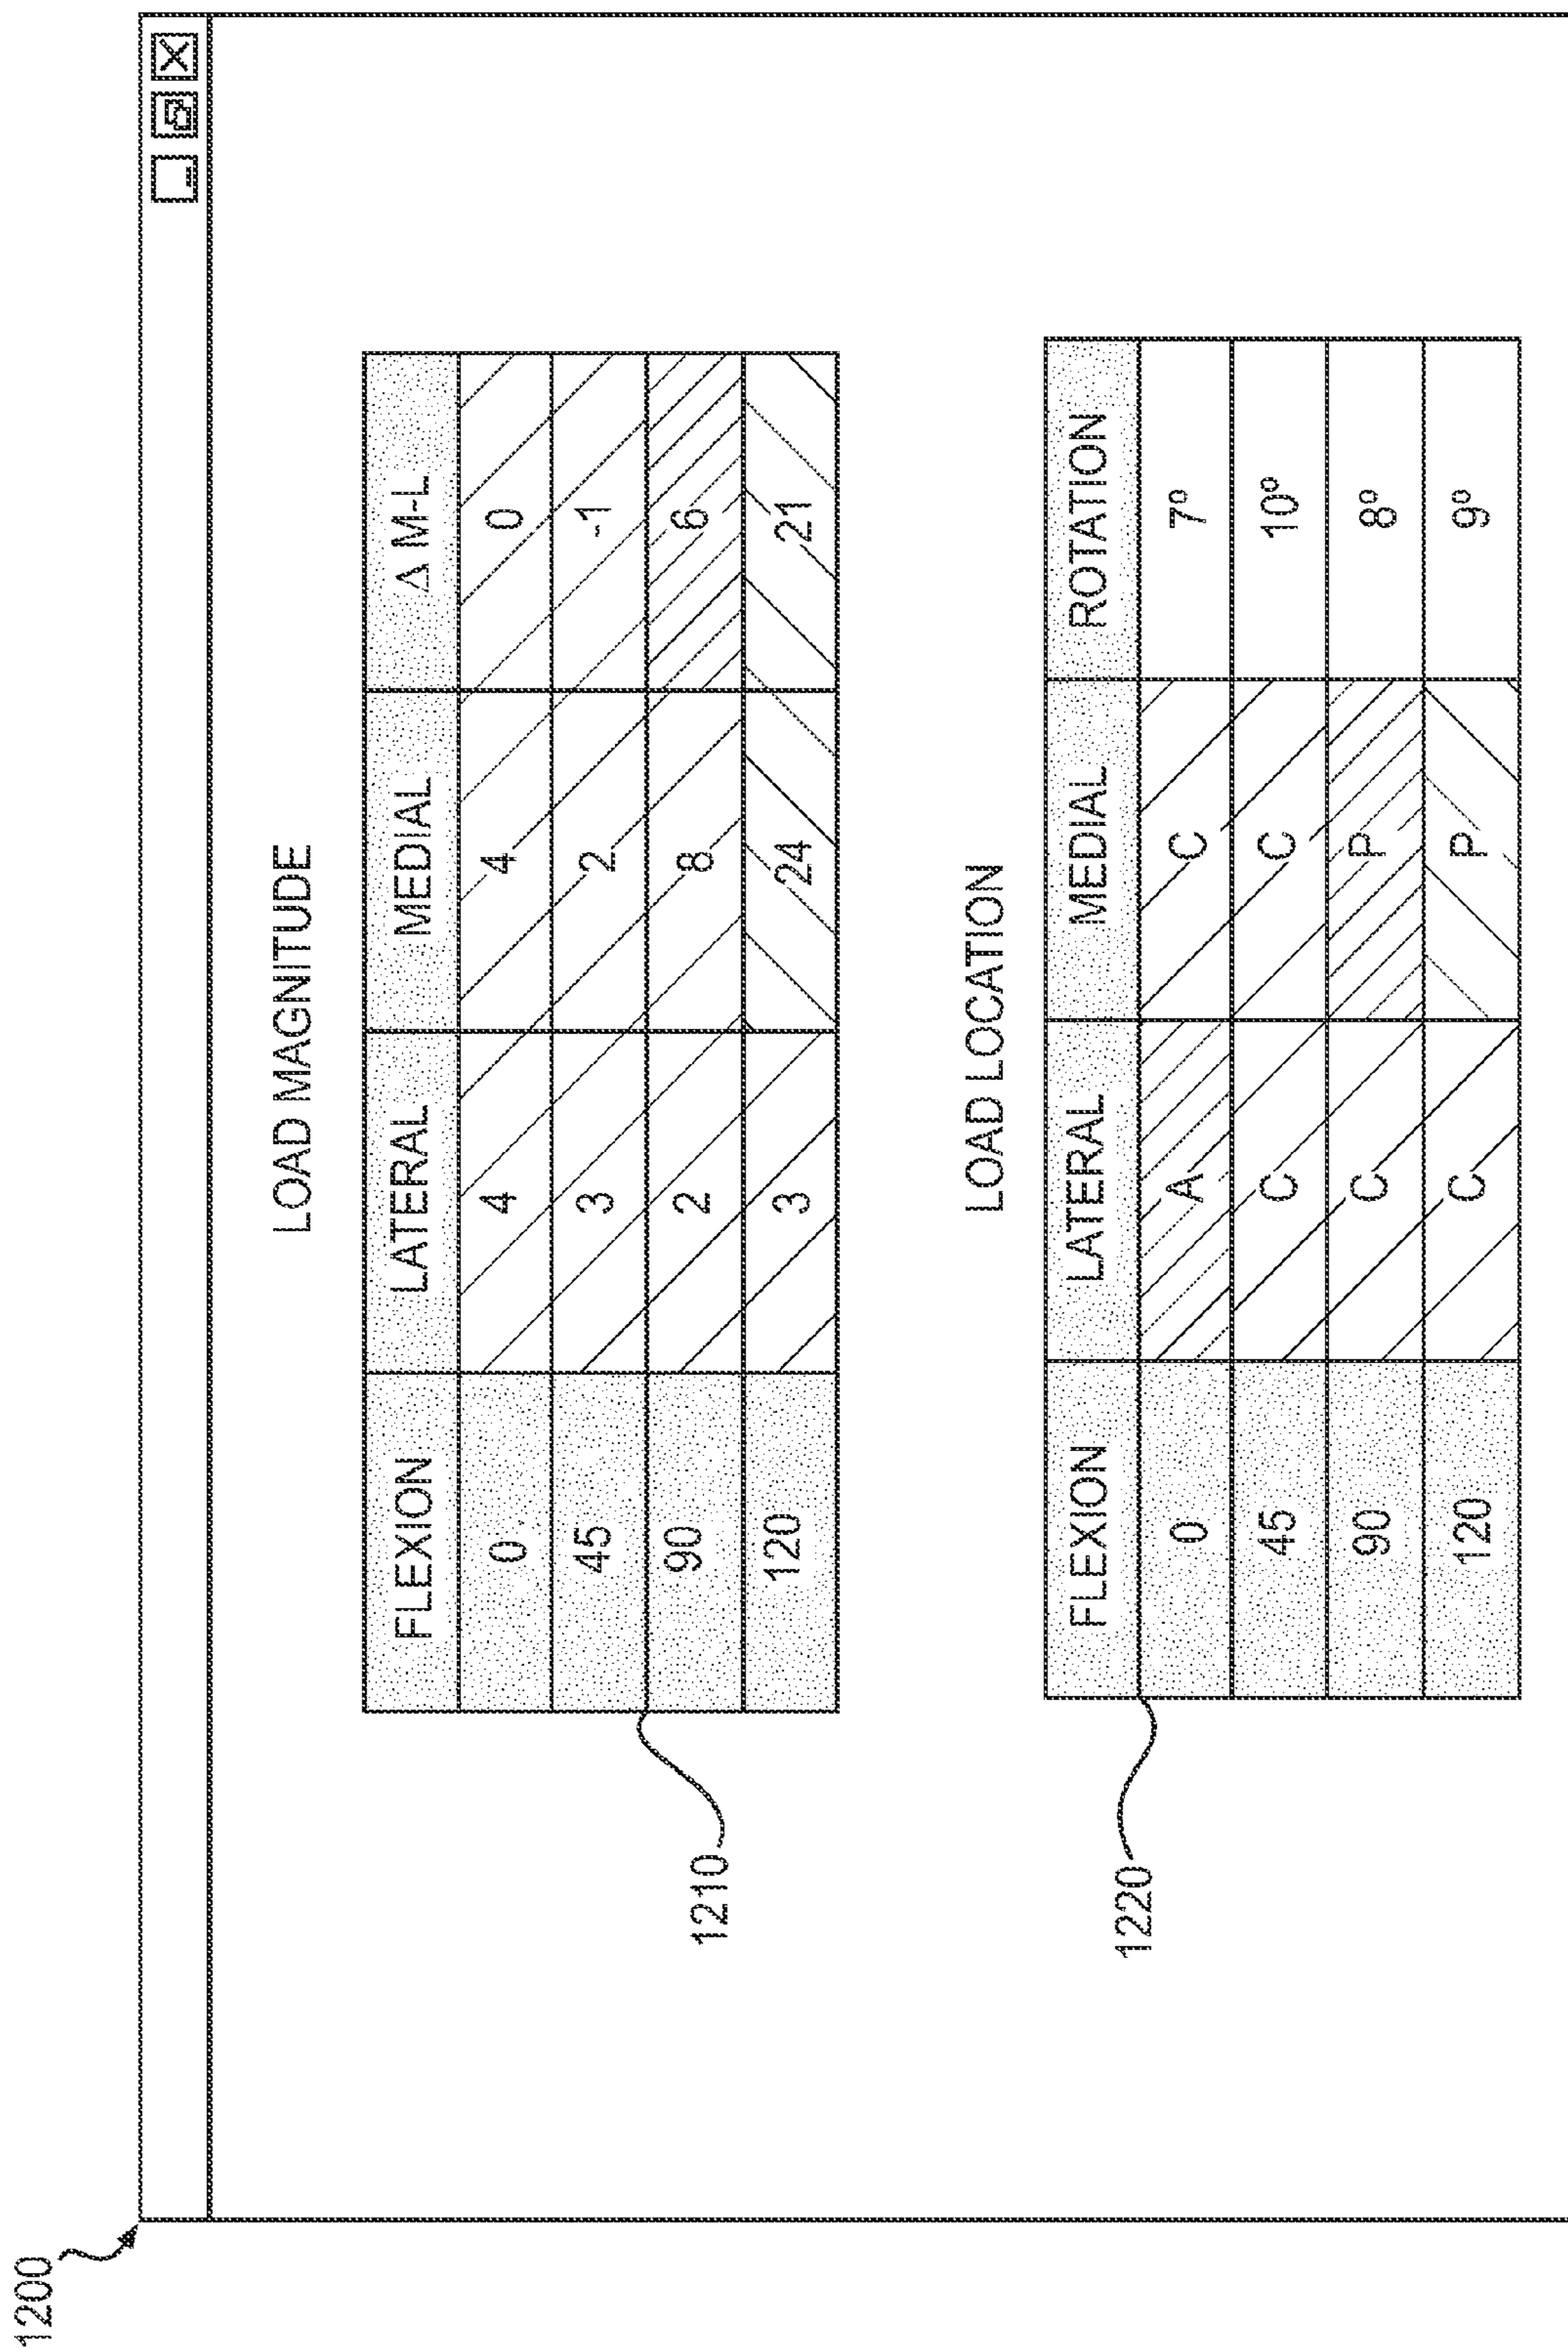 1200
LOAD MAGNITUDE
FLEXION LATERAL MEDIAL Δ M-L
0 4 4 0
45 3 2 -1
90 2 8 6
120 3 24 21
1210
LOAD LOCATION
FLEXION LATERAL MEDIAL ROTATION
0 A C 7°
45 C C 10°
90 C P 8°
120 C P 9°
1220